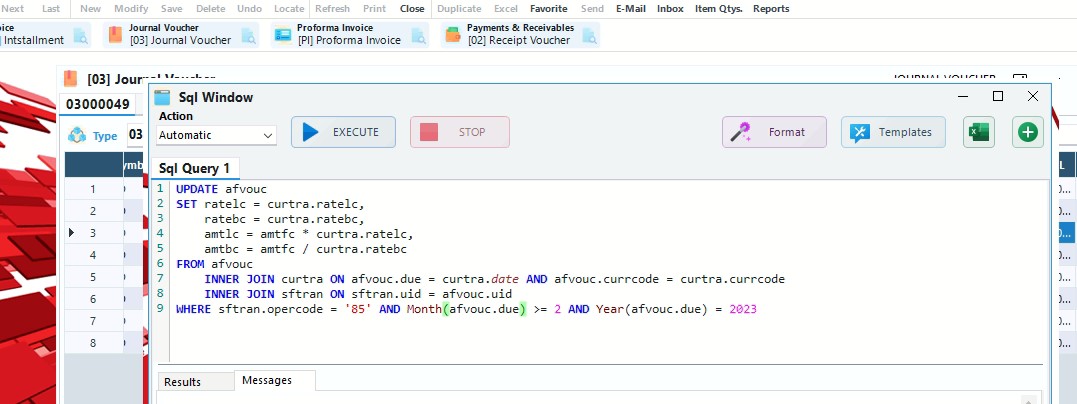 Next Last New Modify Save Delete Undo Locate Refresh Print Close Duplicate Excel Favorite Send E-Mail Inbox Item Qtys. Reports
Journal Voucher Proforma Invoice Payments & Receivables
] Intstallment [03] Journal Voucher [PI] Proforma Invoice [02] Receipt Voucher
[03] Journal Voucher JOURNAL VOUCHER
Sql Window
03000049
Action
Type 03 Automatic EXECUTE STOP Format Templates
Sql Query 1
1 UPDATE afvouc
2 SET ratelc = curtra.ratelc,
3 ratebc = curtra.ratebc,
4 amtlc = amtfc * curtra.ratelc,
5 amtbc = amtfc / curtra.ratebc
6 FROM afvouc
7 INNER JOIN curtra ON afvouc.due = curtra.date AND afvouc.currcode = curtra.currcode
8 INNER JOIN sftran ON sftran.uid = afvouc.uid
9 WHERE sftran.opercode = '85' AND Month(afvouc.due) >= 2 AND Year(afvouc.due) = 2023
1
2
3
4
5
6
7
8
Results Messages